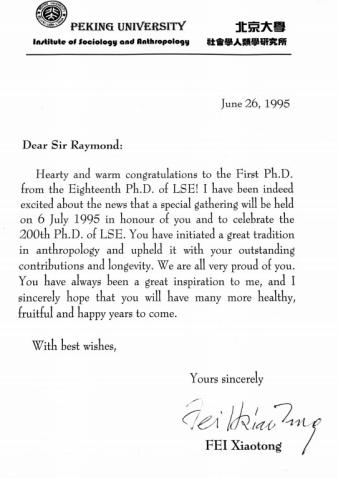 PEKING UNIVERSITY 北京大學
Institute of Sociology and Anthropology 社會學人類學研究所
June 26, 1995
Dear Sir Raymond:
Hearty and warm congratulations to the First Ph.D.
from the Eighteenth Ph.D. of LSE! I have been indeed
excited about the news that a special gathering will be held
on 6 July 1995 in honour of you and to celebrate the
200th Ph.D. of LSE. You have initiated a great tradition
in anthropology and upheld it with your outstanding
contributions and longevity. We are all very proud of you.
You have always been a great inspiration to me, and I
sincerely hope that you will have many more healthy,
fruitful and happy years to come.
With best wishes,
Yours sincerely
Fei Hsiao Tung
FEI Xiaotong